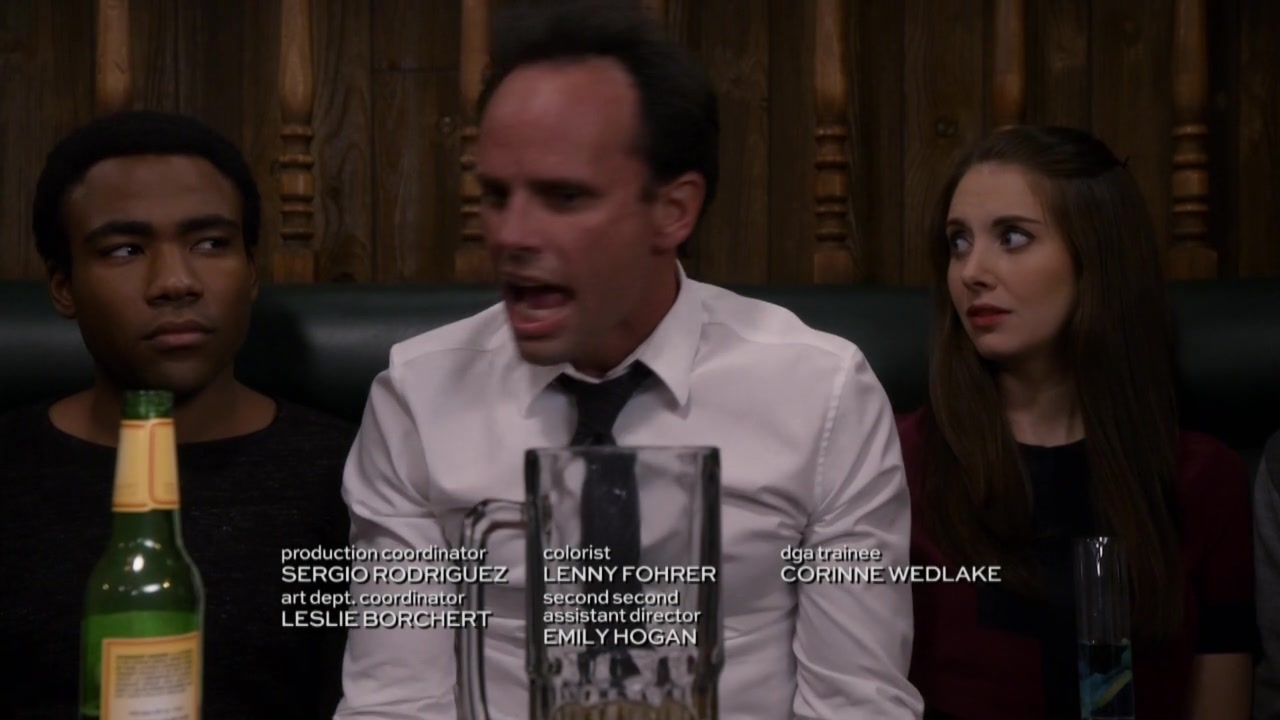 production coordinator
SERGIO RODRIGUEZ
art dept. coordinator
LESLIE BORCHERT
colorist
LENNY FOHRER
second second
assistant director
EMILY HOGAN
dga trainee
CORINNE WEDLAKE